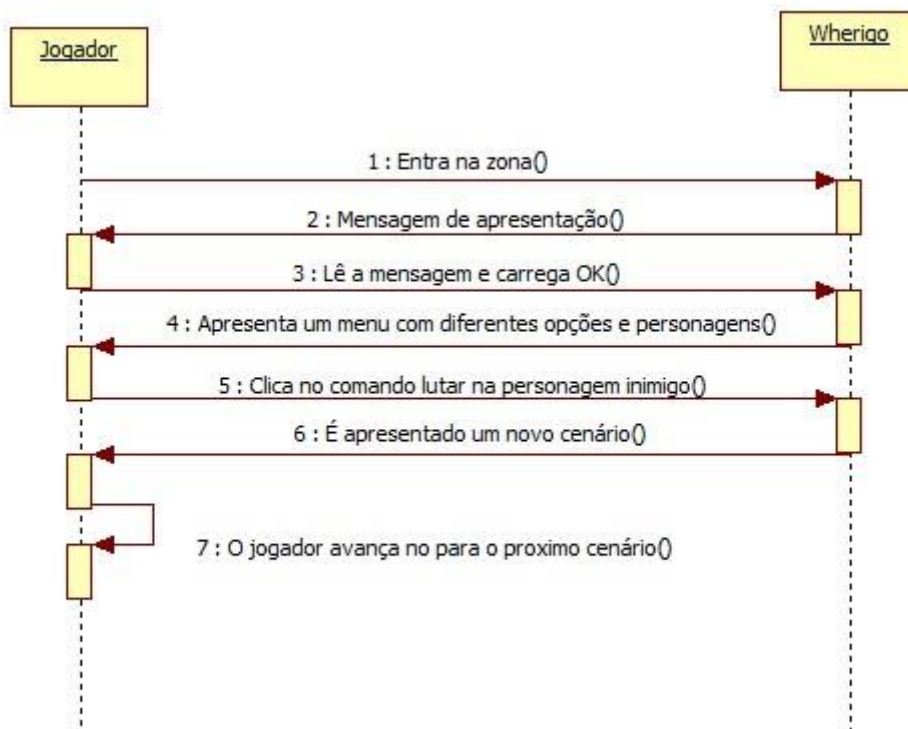 Jogador
Wherigo
1 : Entra na zona()
2 : Mensagem de apresentação()
3 : Lê a mensagem e carrega OK()
4 : Apresenta um menu com diferentes opções e personagens()
5 : Clica no comando lutar na personagem inimigo()
6 : É apresentado um novo cenário()
7 : O jogador avança no para o proximo cenário()